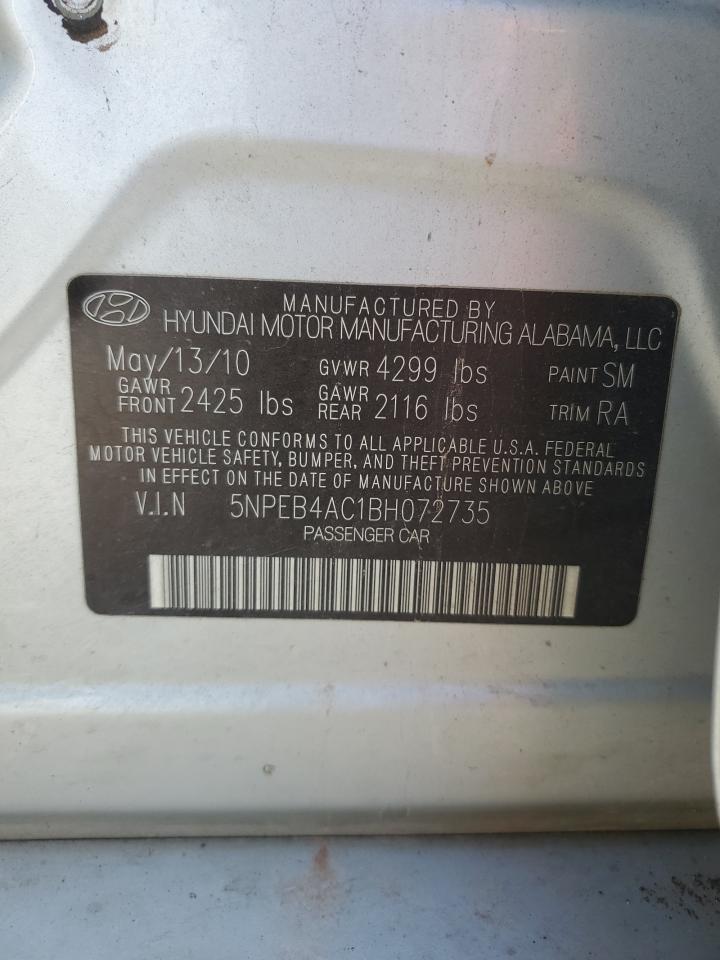 MANUFACTURED BY
HYUNDAI MOTOR MANUFACTURING ALABAMA, LLC
May/13/10 GVWR 4299 lbs PAINT SM
GAWR FRONT 2425 lbs GAWR REAR 2116 lbs TRIM RA
THIS VEHICLE CONFORMS TO ALL APPLICABLE U.S.A. FEDERAL
MOTOR VEHICLE SAFETY, BUMPER, AND THEFT PREVENTION STANDARDS
IN EFFECT ON THE DATE OF MANUFACTURE SHOWN ABOVE
V.I.N 5NPEB4AC1BH072735
PASSENGER CAR